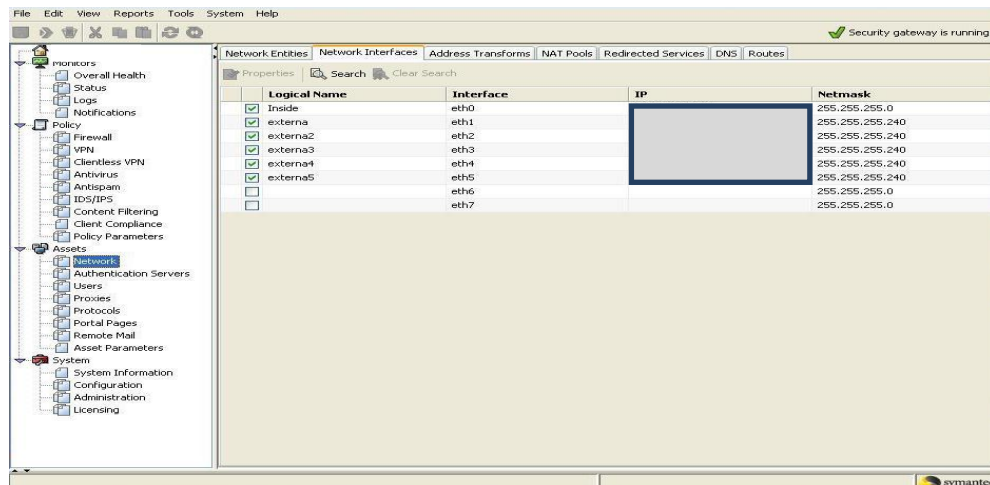 File Edit View Reports Tools System Help
Security gateway is running
Monitors
Overall Health
Status
Logs
Notifications
Policy
Firewall
VPN
Clientless VPN
Antivirus
Antispam
IDS/IPS
Content Filtering
Client Compliance
Policy Parameters
Assets
Network
Authentication Servers
Users
Proxies
Protocols
Portal Pages
Remote Mail
Asset Parameters
System
System Information
Configuration
Administration
Licensing
Network Entities Network Interfaces Address Transforms NAT Pools Redirected Services DNS Routes
Properties Search Clear Search
Logical Name Interface IP Netmask
Inside eth0 255.255.255.0
externa eth1 255.255.255.240
externa2 eth2 255.255.255.240
externa3 eth3 255.255.255.240
externa4 eth4 255.255.255.240
externa5 eth5 255.255.255.240
eth6 255.255.255.0
eth7 255.255.255.0
symantec